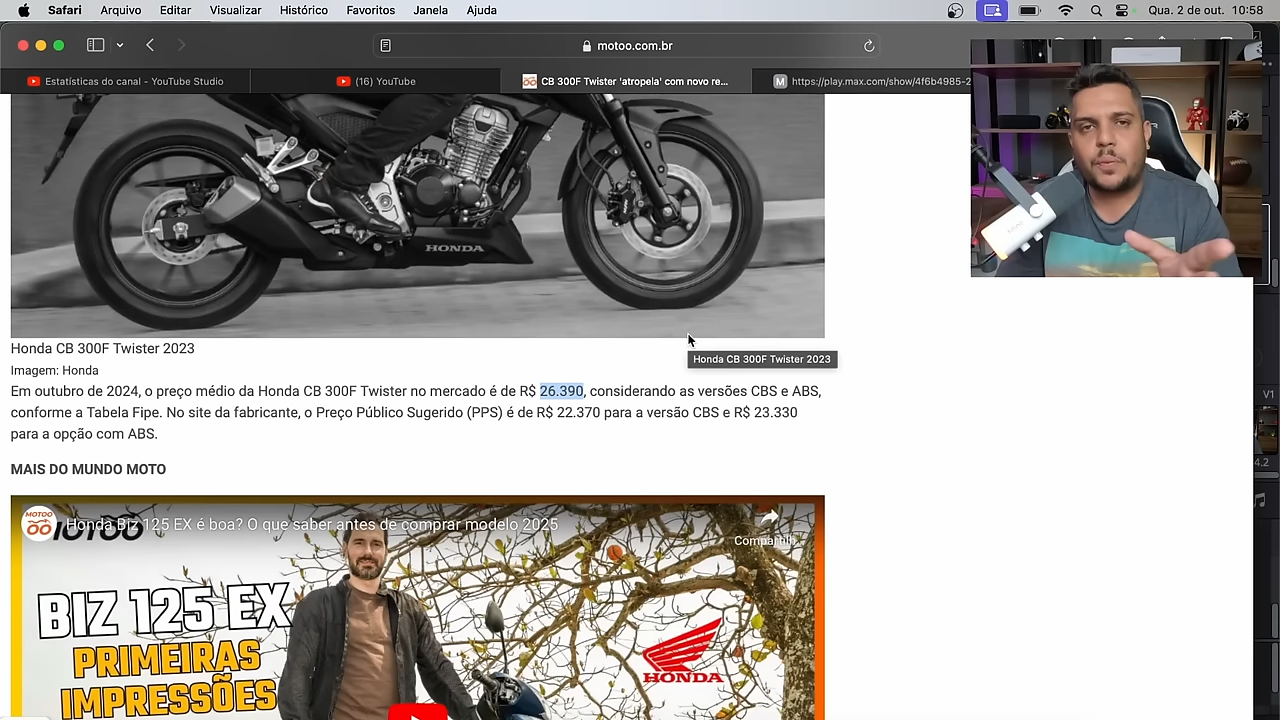 Safari Arquivo Editar Visualizar Histórico Favoritos Janela Ajuda Qua. 2 de out. 10:58
motoo.com.br
Estatísticas do canal - YouTube Studio
(16) YouTube
CB 300F Twister 'atropela' com novo re...
M https://play.max.com/show/4f6b4985-2
HONDA
Honda CB 300F Twister 2023
Honda CB 300F Twister 2023
Imagem: Honda
Em outubro de 2024, o preço médio da Honda CB 300F Twister no mercado é de R$ 26.390, considerando as versões CBS e ABS,
conforme a Tabela Fipe. No site da fabricante, o Preço Público Sugerido (PPS) é de R$ 22.370 para a versão CBS e R$ 23.330
para a opção com ABS.
MAIS DO MUNDO MOTO
MOTOO
Honda Biz 125 EX é boa? O que saber antes de comprar modelo 2025
Compartilh.
BIZ 125 EX
PRIMEIRAS
IMPRESSÕES
HONDA
V1
4.2